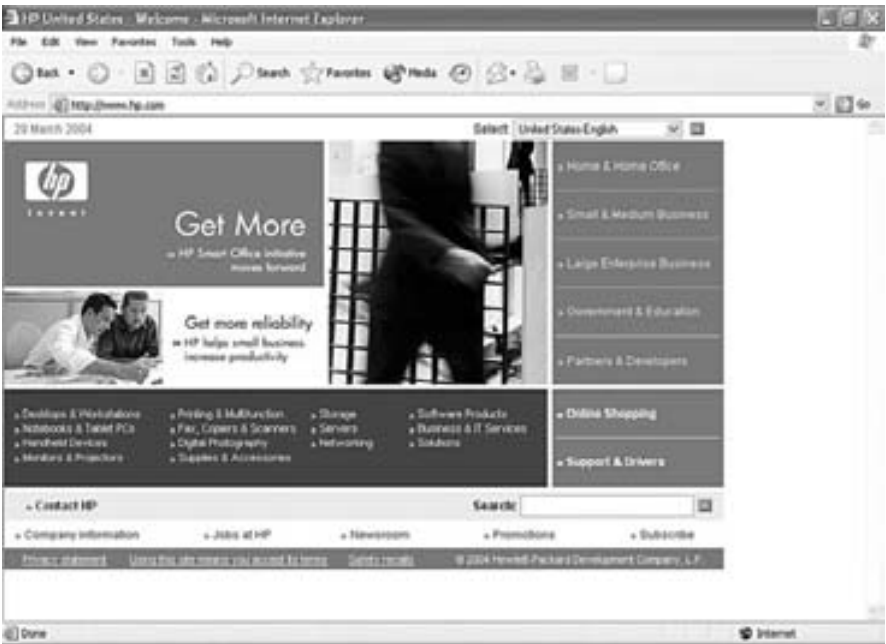 HP United States - Welcome - Microsoft Internet Explorer
File Edit View Favorites Tools Help
Back Search Favorites Media
Address http://www.hp.com Go
28 March 2004 Select United States-English
hp
invent
Get More
» HP Smart Office initiative
moves forward
Get more reliability
» HP helps small business
increase productivity
» Home & Home Office
» Small & Medium Business
» Large Enterprise Business
» Government & Education
» Partners & Developers
» Desktops & Workstations » Printing & Multifunction » Storage » Software Products
» Notebooks & Tablet PCs » Fax, Copiers & Scanners » Servers » Business & IT Services
» Handheld Devices » Digital Photography » Networking » Solutions
» Monitors & Projectors » Supplies & Accessories
» Online Shopping
» Support & Drivers
» Contact HP Search:
» Company information » Jobs at HP » Newsroom » Promotions » Subscribe
Privacy statement Using this site means you accept its terms Safety recalls © 2004 Hewlett-Packard Development Company, L.P.
Done Internet